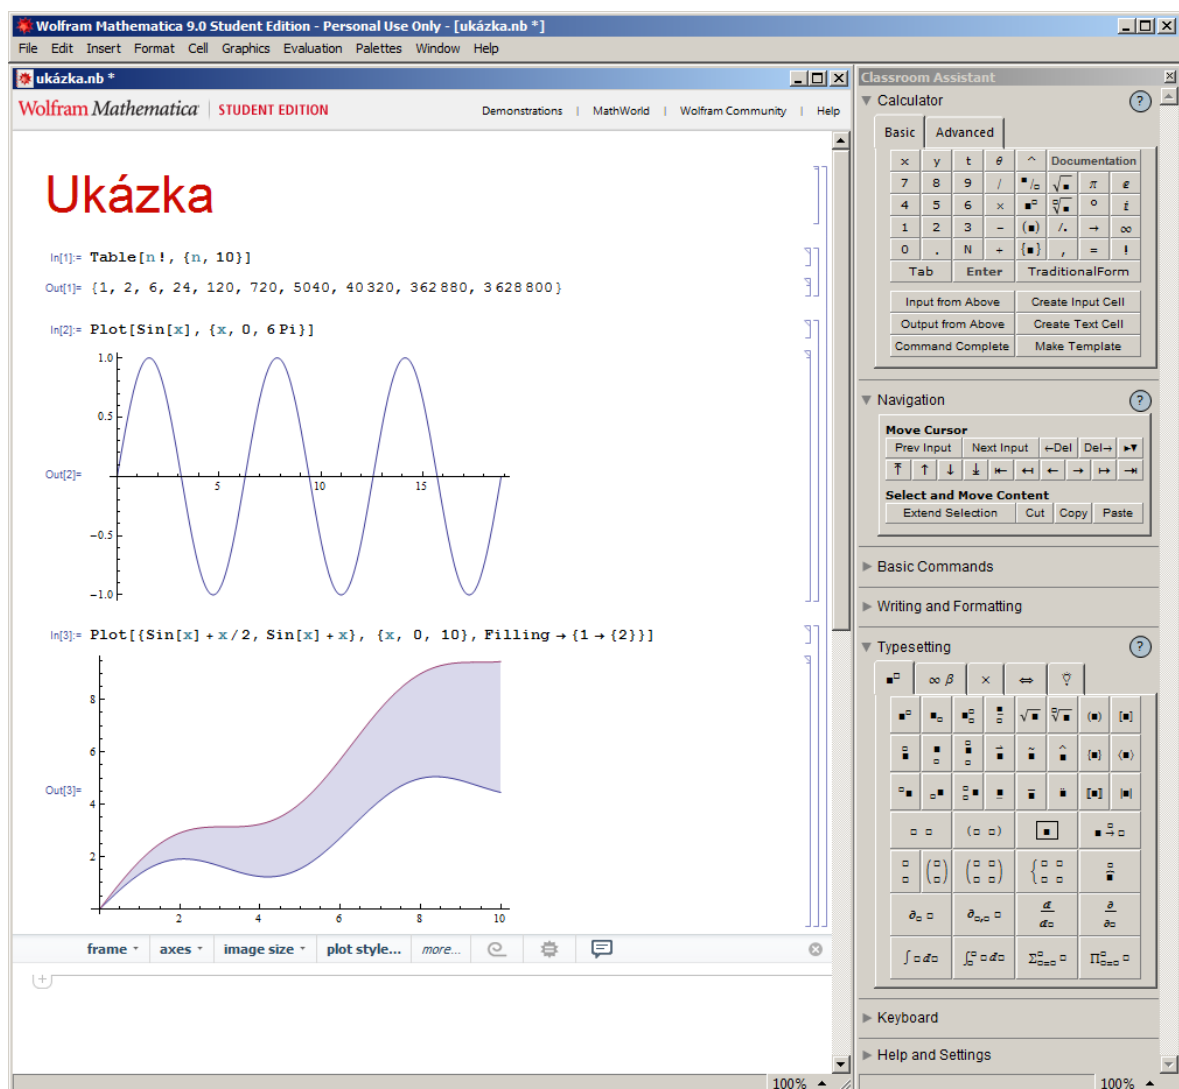 Wolfram Mathematica 9.0 Student Edition - Personal Use Only - [ukázka.nb *]
File Edit Insert Format Cell Graphics Evaluation Palettes Window Help
ukázka.nb *
Wolfram Mathematica | STUDENT EDITION
Demonstrations | MathWorld | Wolfram Community | Help
Ukázka
In[1]:= Table[n!, {n, 10}]
Out[1]= {1, 2, 6, 24, 120, 720, 5040, 40320, 362880, 3628800}
In[2]:= Plot[Sin[x], {x, 0, 6 Pi}]
1.0
0.5
Out[2]=
5 10 15
-0.5
-1.0
In[3]:= Plot[{Sin[x] + x/2, Sin[x] + x}, {x, 0, 10}, Filling → {1 → {2}}]
8
6
Out[3]=
4
2
2 4 6 8 10
frame axes image size plot style... more...
100%
Classroom Assistant
Calculator ?
Basic Advanced
x y t θ ^ Documentation
7 8 9 / ■/□ √■ π ⅇ
4 5 6 × ■□ □√■ ° ⅈ
1 2 3 - (■) /. → ∞
0 . N + {■} , = !
Tab Enter TraditionalForm
Input from Above Create Input Cell
Output from Above Create Text Cell
Command Complete Make Template
Navigation ?
Move Cursor
Prev Input Next Input ←Del Del→
Select and Move Content
Extend Selection Cut Copy Paste
Basic Commands
Writing and Formatting
Typesetting ?
■□ ∞ β × ⇔
∂□ □ ∂□,□ □ ⅆ/ⅆ□ ∂/∂□
∫□ⅆ□ ∫□ⅆ□ Σ□=□ □ Π□=□ □
Keyboard
Help and Settings
100%